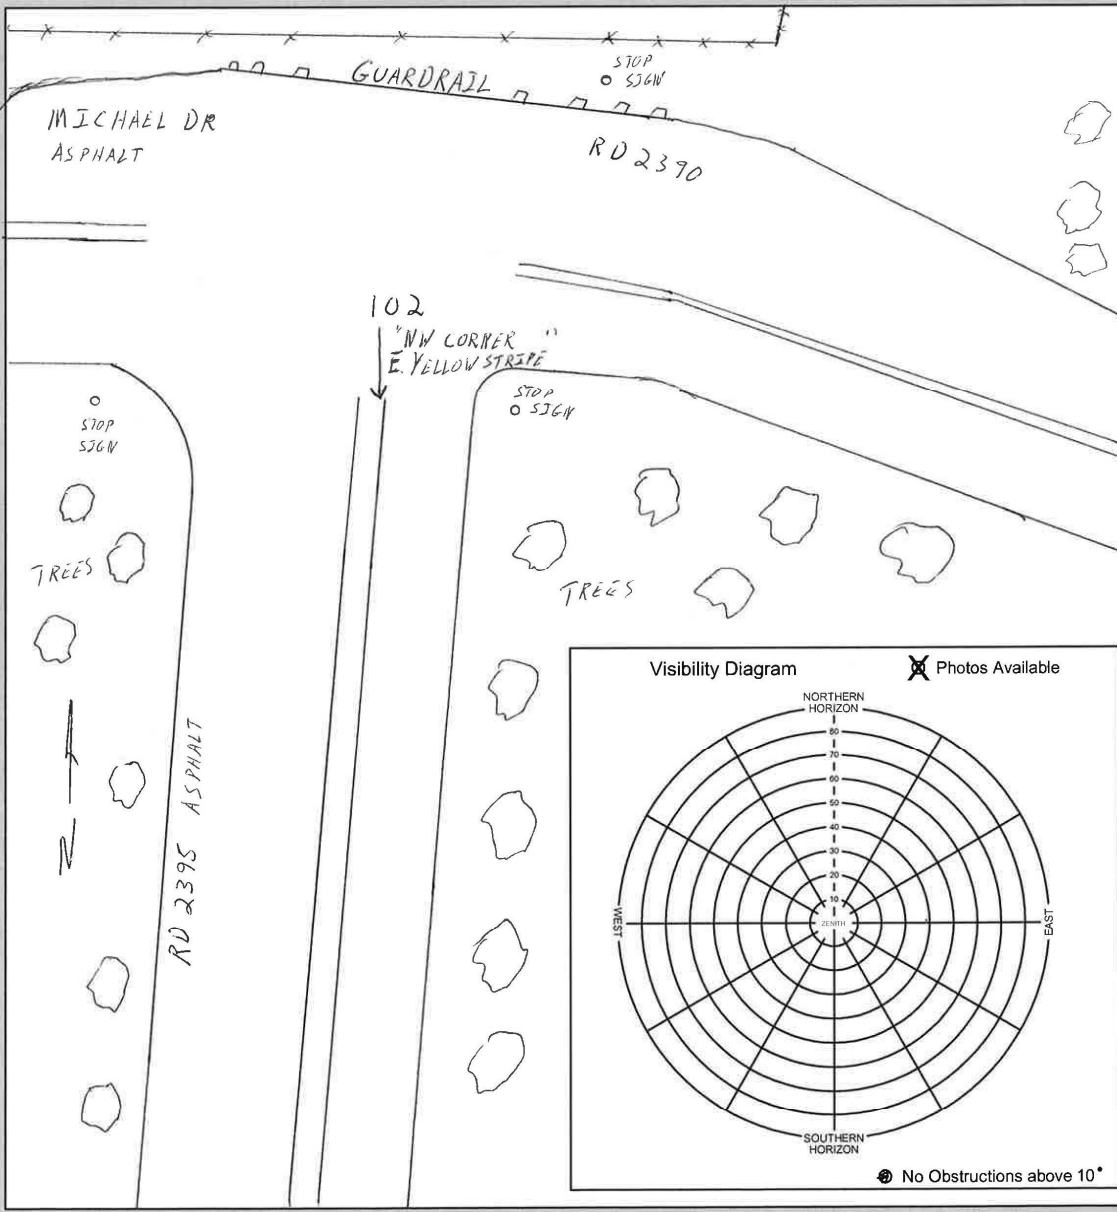 GUARDRAIL
STOP
SIGN
MICHAEL DR
ASPHALT
RD 2390
102
"NW CORNER "
E. YELLOW STRIPE
STOP
SIGN
STOP
SIGN
TREES
TREES
N
RD 2395 ASPHALT
Visibility Diagram
Photos Available
NORTHERN
HORIZON
80
70
60
50
40
30
20
10
ZENITH
WEST
EAST
SOUTHERN
HORIZON
No Obstructions above 10°